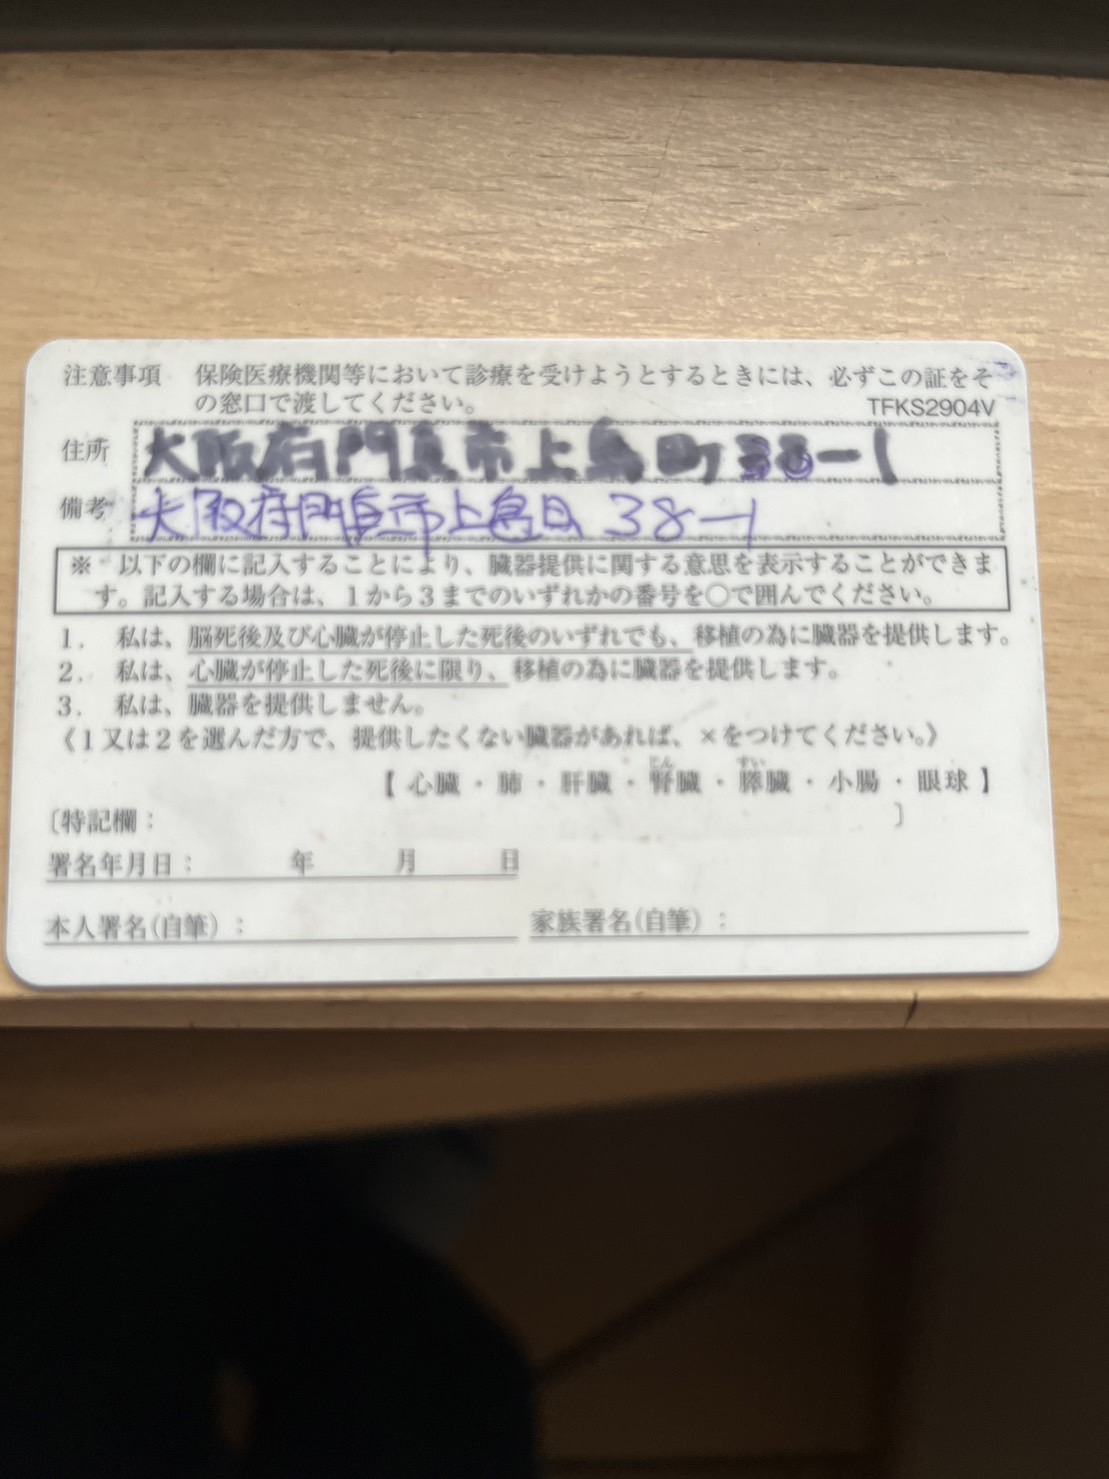 注意事項　保険医療機関等において診療を受けようとするときには、必ずこの証をそ
の窓口で渡してください。
TFKS2904V
住所 大阪府門真市上島町38-1
備考 大阪府門真市上島町 38-1
※ 以下の欄に記入することにより、臓器提供に関する意思を表示することができま
す。記入する場合は、1から3までのいずれかの番号を○で囲んでください。
1. 私は、脳死後及び心臓が停止した死後のいずれでも、移植の為に臓器を提供します。
2. 私は、心臓が停止した死後に限り、移植の為に臓器を提供します。
3. 私は、臓器を提供しません。
《1又は2を選んだ方で、提供したくない臓器があれば、×をつけてください。》
じん すい
【 心臓・肺・肝臓・腎臓・膵臓・小腸・眼球 】
〔特記欄： 〕
署名年月日： 年 月 日
本人署名(自筆)： 家族署名(自筆)：